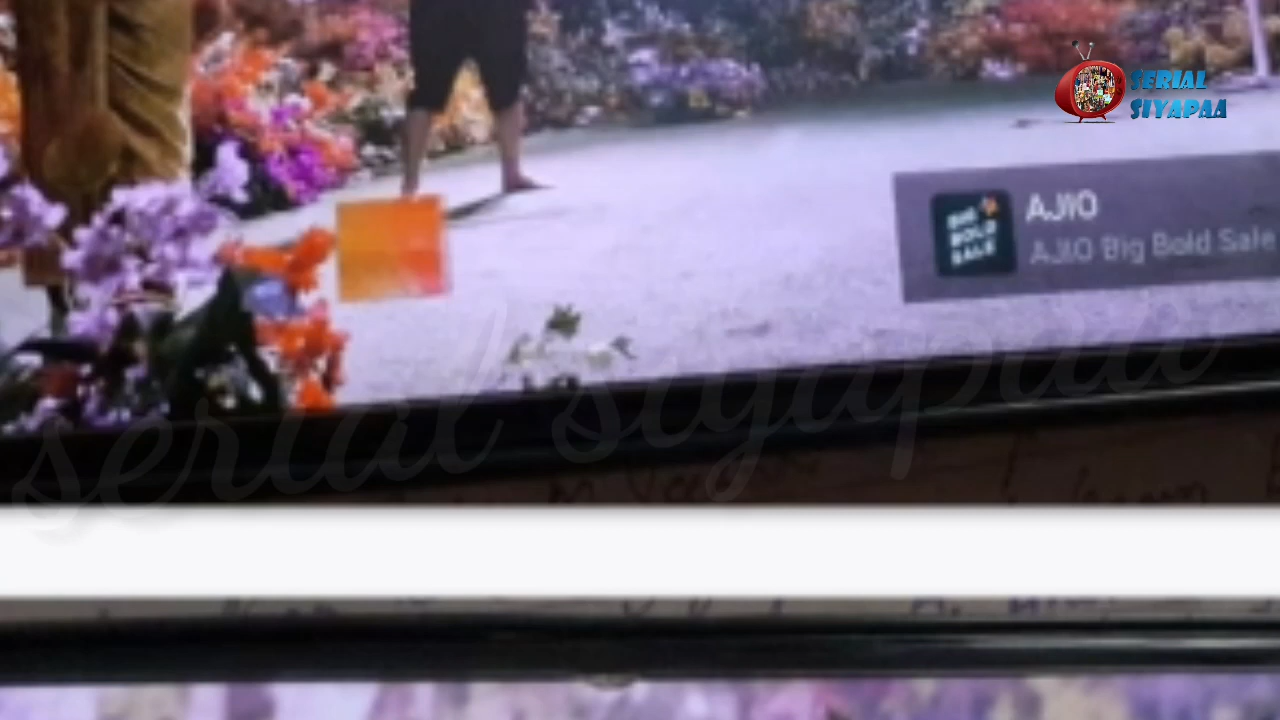 SERIAL
SIYAPAA
BIG
BOLD
SALE
AJIO
AJIO Big Bold Sale
serial siyapaa